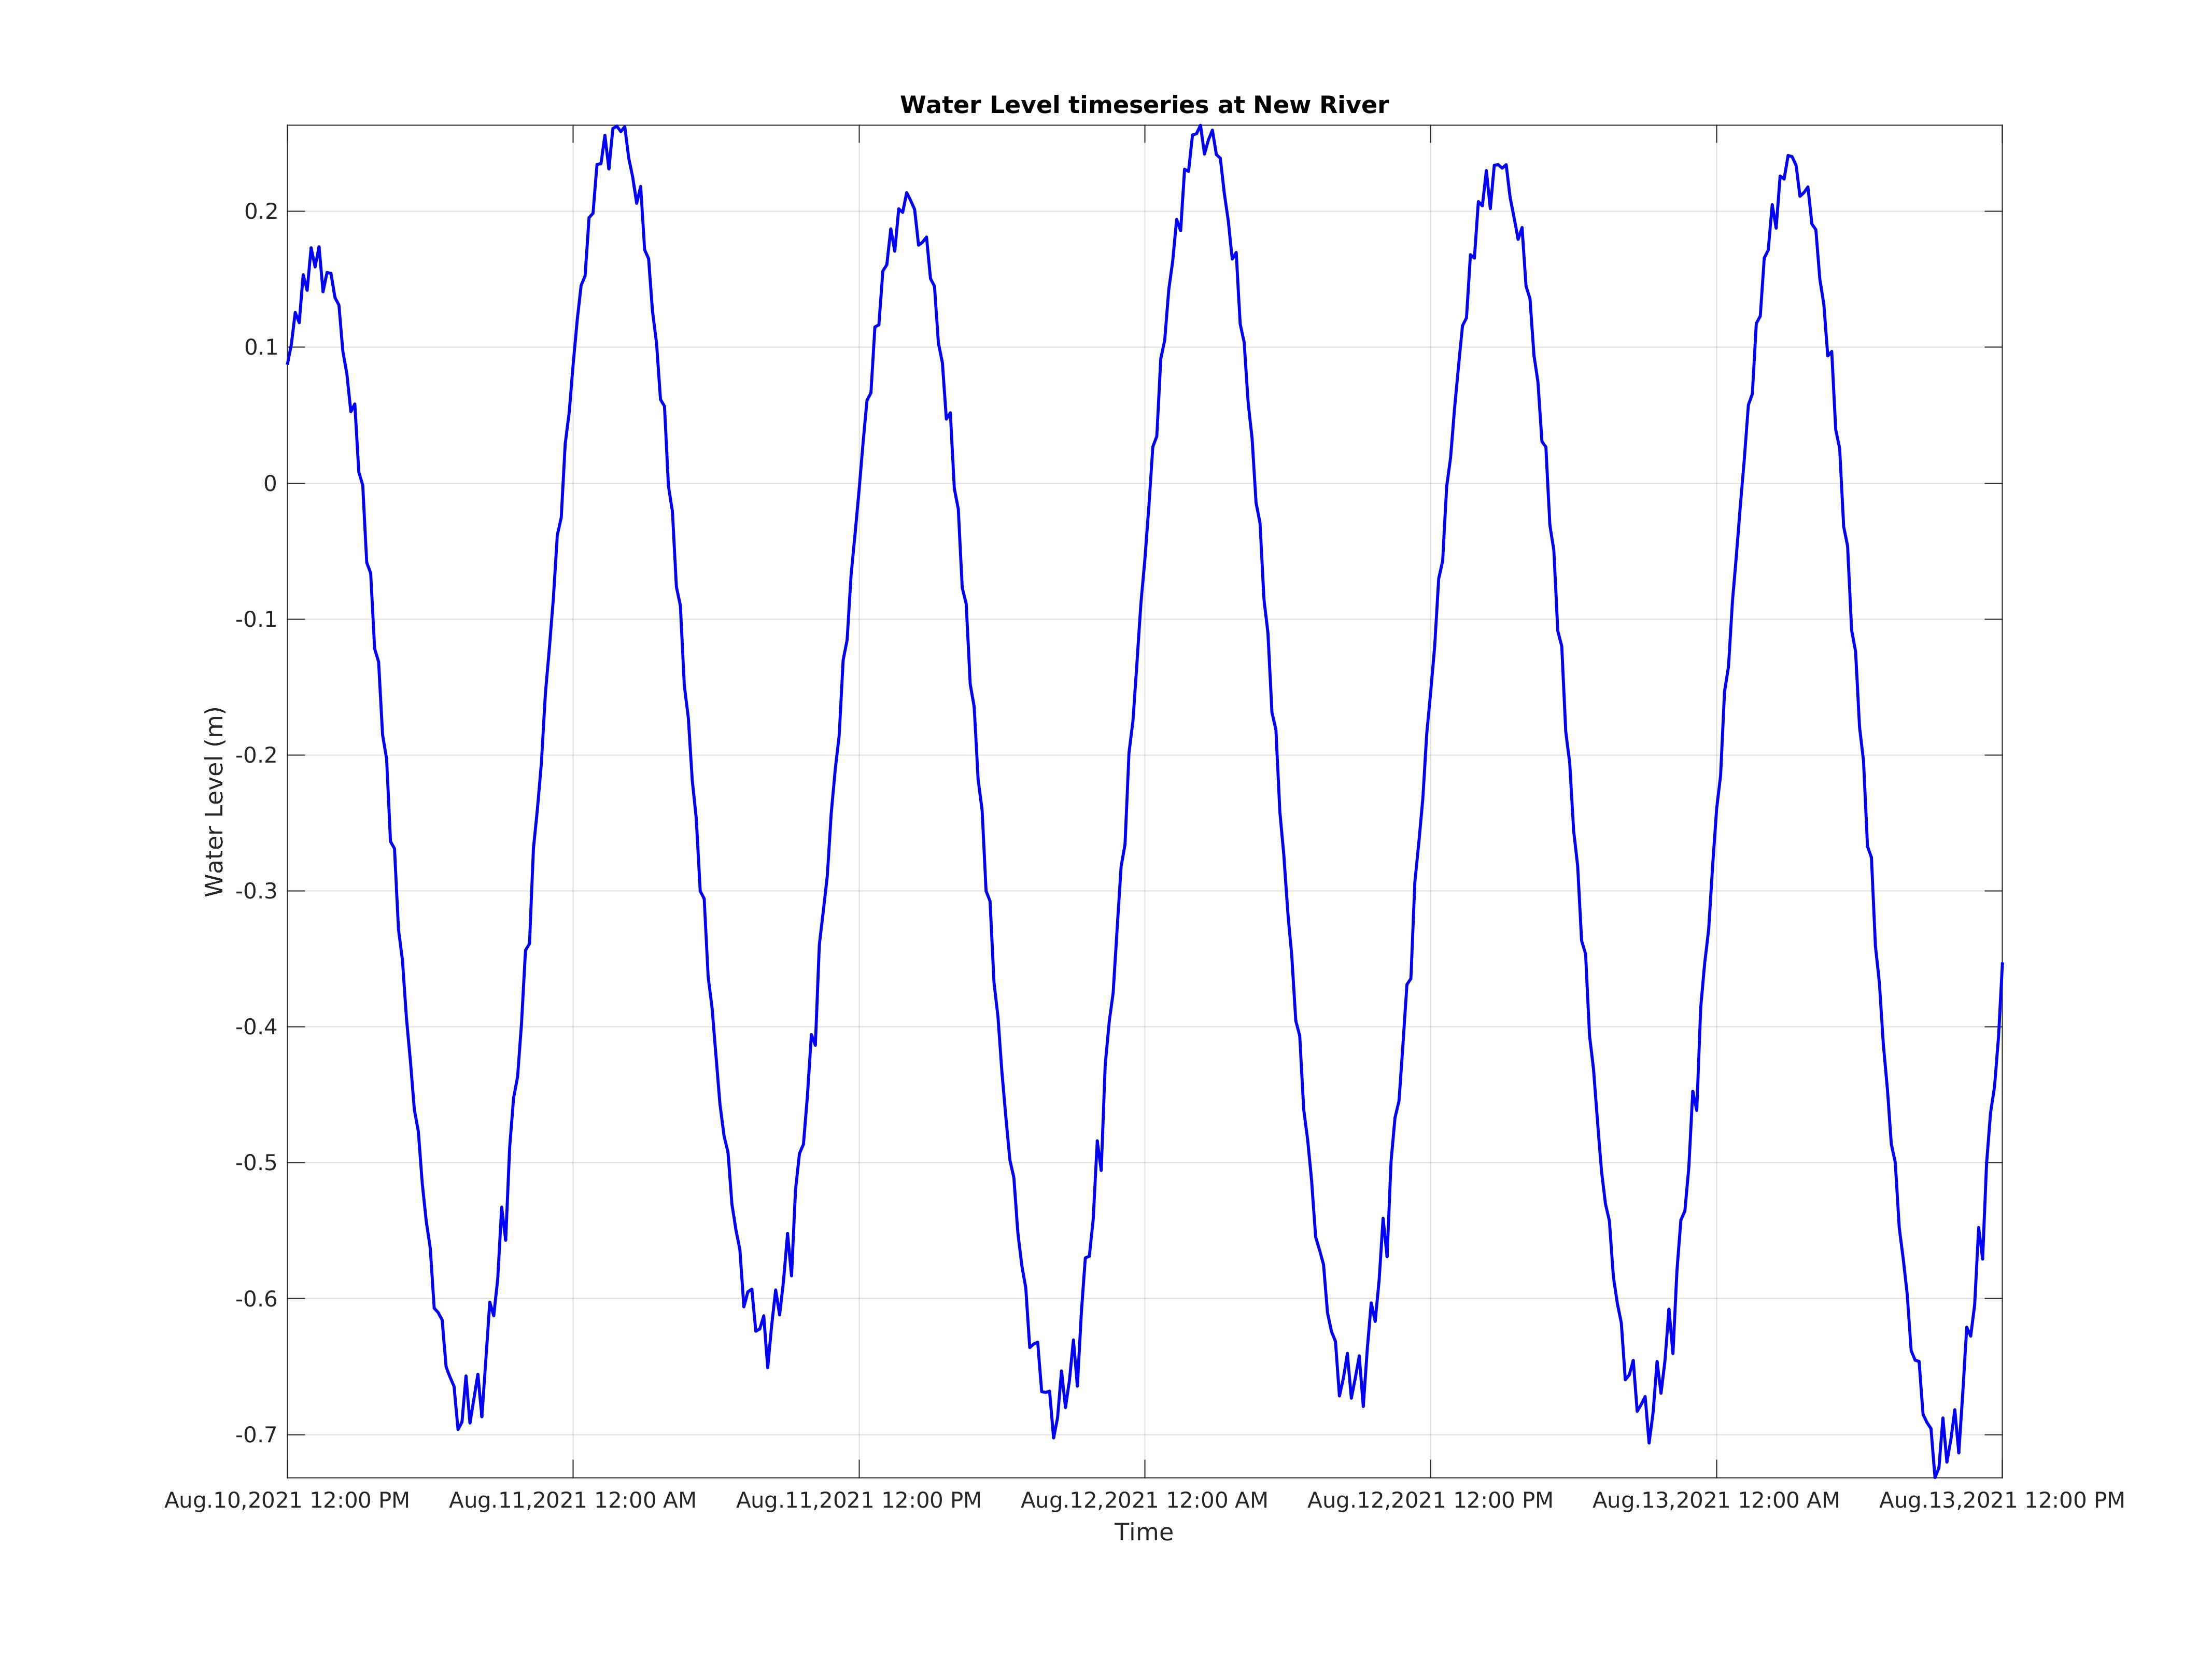 Water Level timeseries at New River
0.2
0.1
0
-0.1
-0.2
-0.3
-0.4
-0.5
-0.6
-0.7
Water Level (m)
Aug.10,2021 12:00 PM
Aug.11,2021 12:00 AM
Aug.11,2021 12:00 PM
Aug.12,2021 12:00 AM
Aug.12,2021 12:00 PM
Aug.13,2021 12:00 AM
Aug.13,2021 12:00 PM
Time